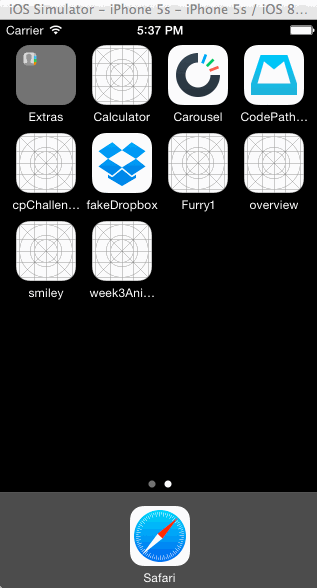 iOS Simulator - iPhone 5s - iPhone 5s / iOS 8...
Carrier 5:37 PM
Extras Calculator Carousel CodePath...
cpChallen... fakeDropbox Furry1 overview
smiley week3Ani...
Safari